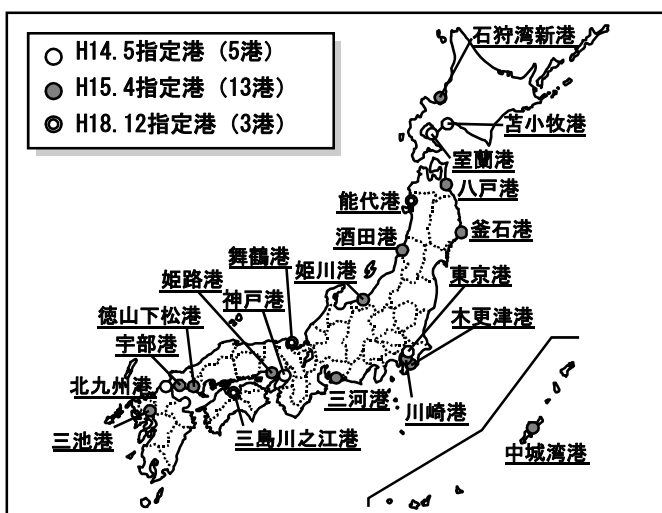 H14.5指定港（5港）
H15.4指定港（13港）
H18.12指定港（3港）
石狩湾新港
苫小牧港
室蘭港
八戸港
能代港
釜石港
酒田港
舞鶴港
姫川港
東京港
姫路港
神戸港
木更津港
徳山下松港
宇部港
北九州港
三河港
川崎港
三池港
三島川之江港
中城湾港